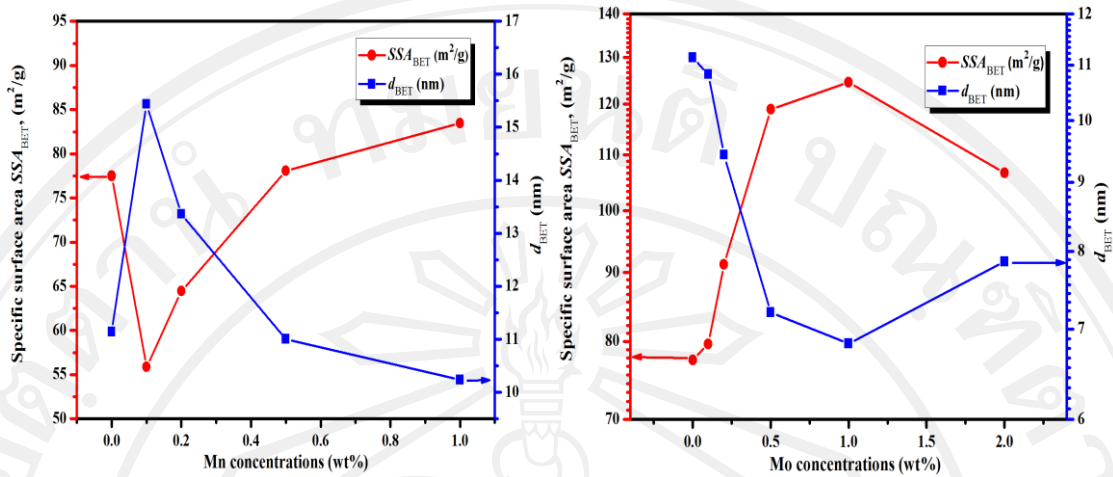 95
90
85
80
75
70
65
60
55
50
Specific surface area SSA_BET, (m²/g)
SSA_BET (m²/g)
d_BET (nm)
17
16
15
14
13
12
11
10
d_BET (nm)
0.0 0.2 0.4 0.6 0.8 1.0
Mn concentrations (wt%)
140
130
120
110
100
90
80
70
Specific surface area SSA_BET, (m²/g)
SSA_BET (m²/g)
d_BET (nm)
12
11
10
9
8
7
6
d_BET (nm)
0.0 0.5 1.0 1.5 2.0
Mo concentrations (wt%)